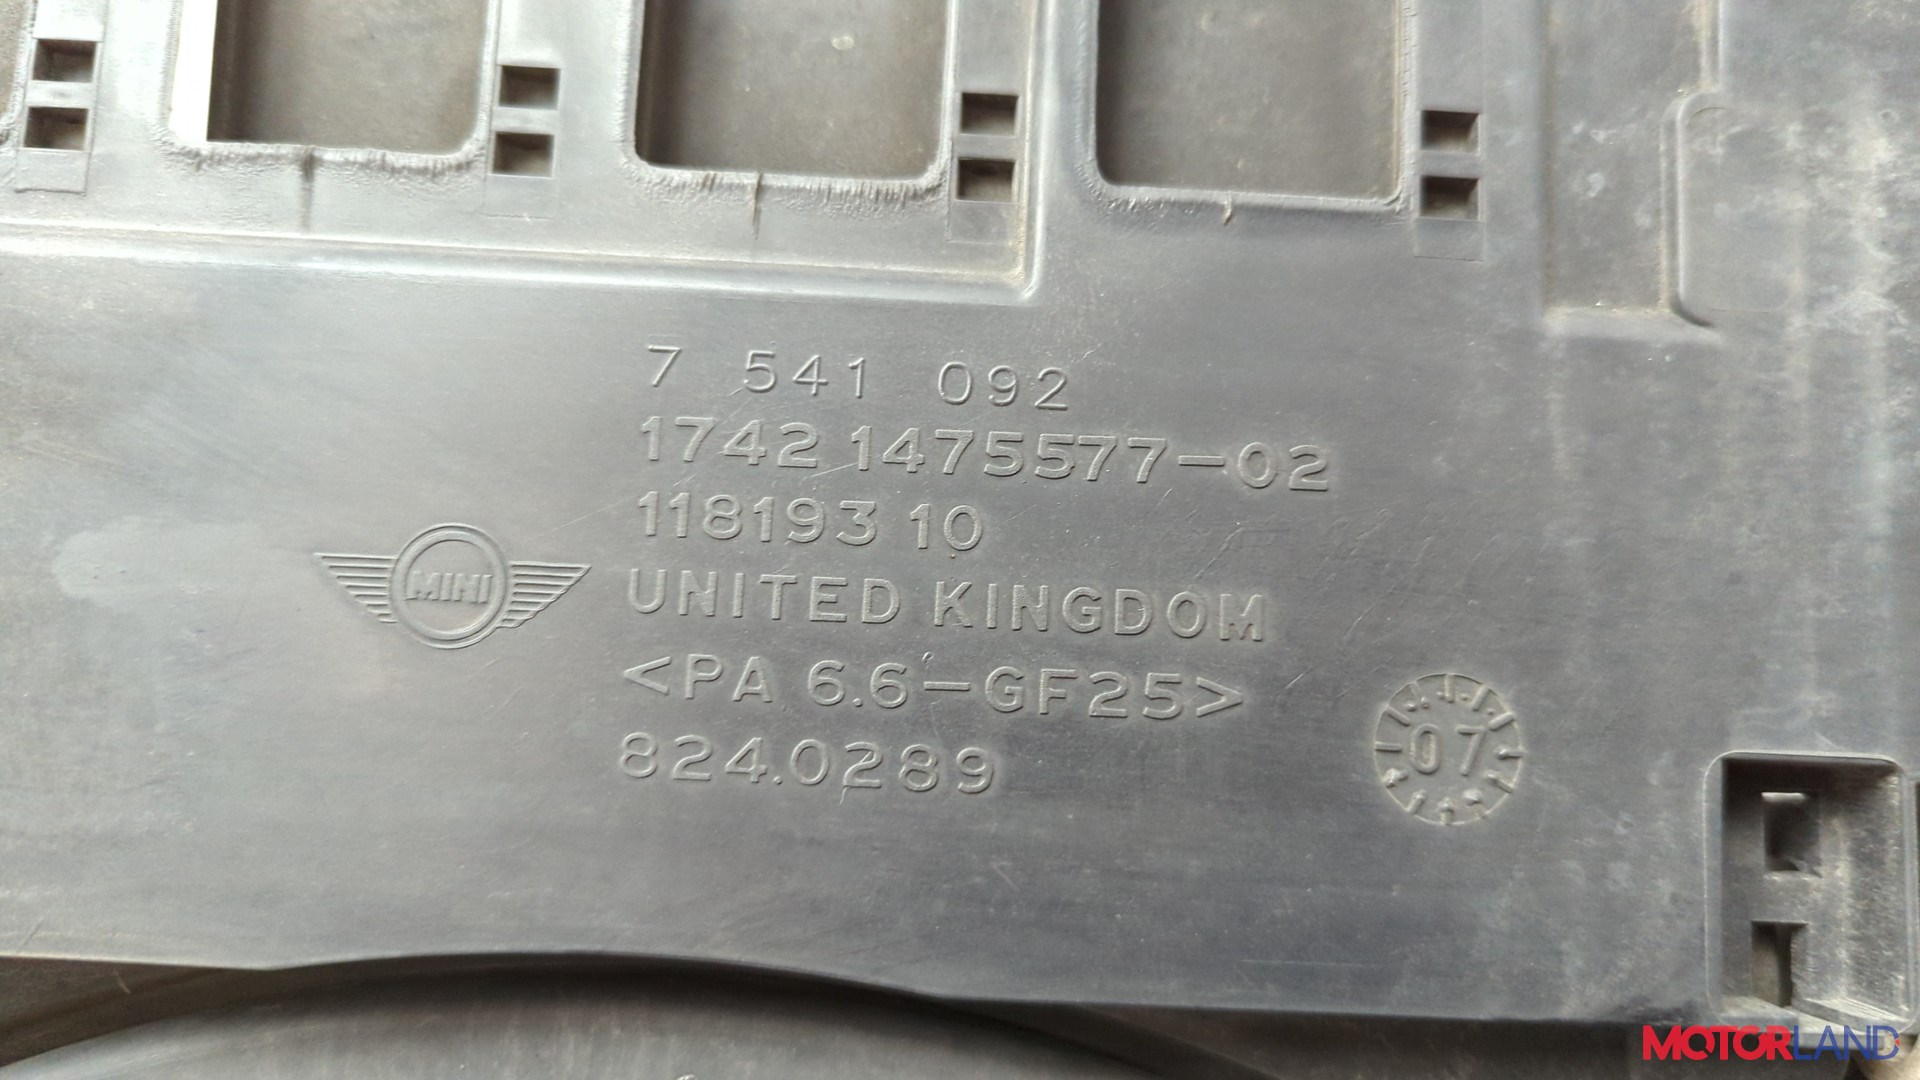 7 541 092
1742 1475577-02
118193 10
MINI
UNITED KINGDOM
<PA 6.6-GF25>
824.0289
07
MOTORLAND